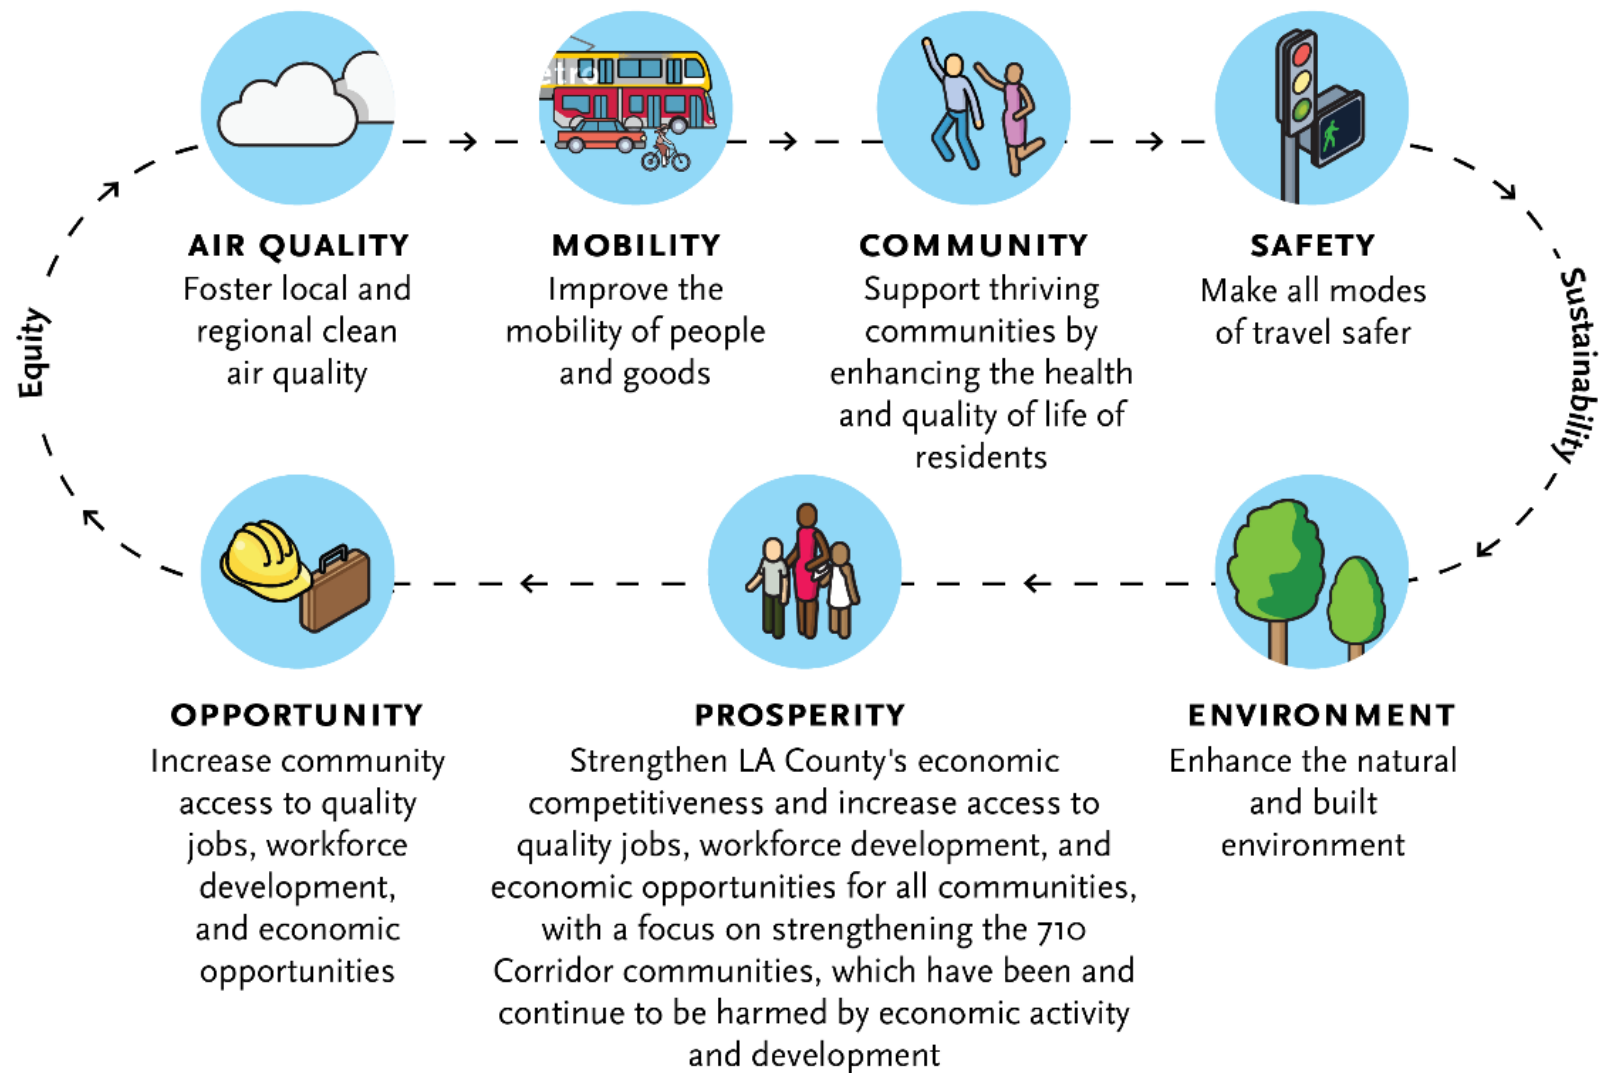 AIR QUALITY
Foster local and
regional clean
air quality
MOBILITY
Improve the
mobility of people
and goods
COMMUNITY
Support thriving
communities by
enhancing the health
and quality of life of
residents
SAFETY
Make all modes
of travel safer
Sustainability
ENVIRONMENT
Enhance the natural
and built
environment
PROSPERITY
Strengthen LA County's economic
competitiveness and increase access to
quality jobs, workforce development, and
economic opportunities for all communities,
with a focus on strengthening the 710
Corridor communities, which have been and
continue to be harmed by economic activity
and development
OPPORTUNITY
Increase community
access to quality
jobs, workforce
development,
and economic
opportunities
Equity
etro